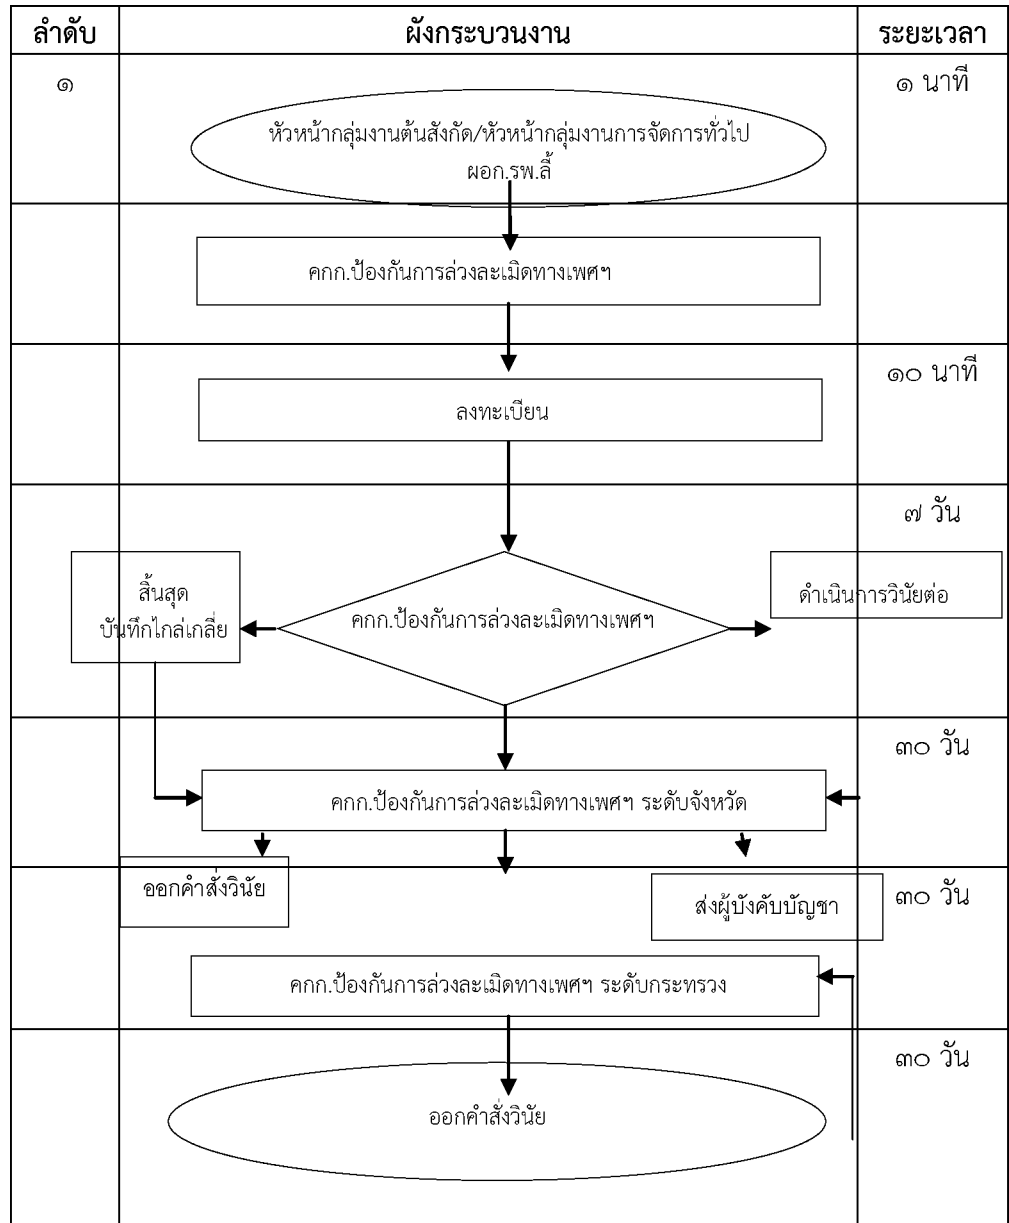 ลำดับ ผังกระบวนงาน ระยะเวลา
๑ ๑ นาที
หัวหน้ากลุ่มงานต้นสังกัด/หัวหน้ากลุ่มงานการจัดการทั่วไป
ผอก.รพ.ลี้
คกก.ป้องกันการล่วงละเมิดทางเพศฯ
๑๐ นาที
ลงทะเบียน
๗ วัน
สิ้นสุด
บันทึกไกล่เกลี่ย
คกก.ป้องกันการล่วงละเมิดทางเพศฯ
ดำเนินการวินัยต่อ
๓๐ วัน
คกก.ป้องกันการล่วงละเมิดทางเพศฯ ระดับจังหวัด
ออกคำสั่งวินัย
ส่งผู้บังคับบัญชา
๓๐ วัน
คกก.ป้องกันการล่วงละเมิดทางเพศฯ ระดับกระทรวง
๓๐ วัน
ออกคำสั่งวินัย